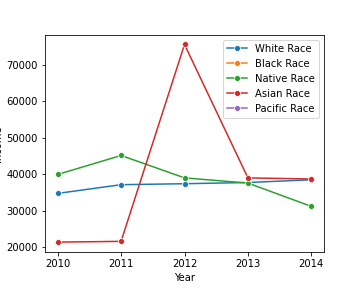 White Race
Black Race
Native Race
Asian Race
Pacific Race
70000
60000
50000
40000
30000
20000
2010 2011 2012 2013 2014
Year